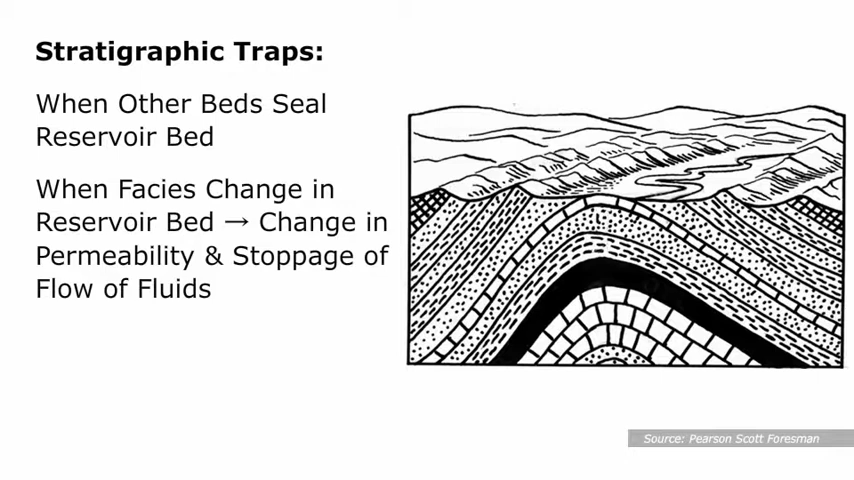 Stratigraphic Traps:
When Other Beds Seal
Reservoir Bed
When Facies Change in
Reservoir Bed → Change in
Permeability & Stoppage of
Flow of Fluids
Source: Pearson Scott Foresman